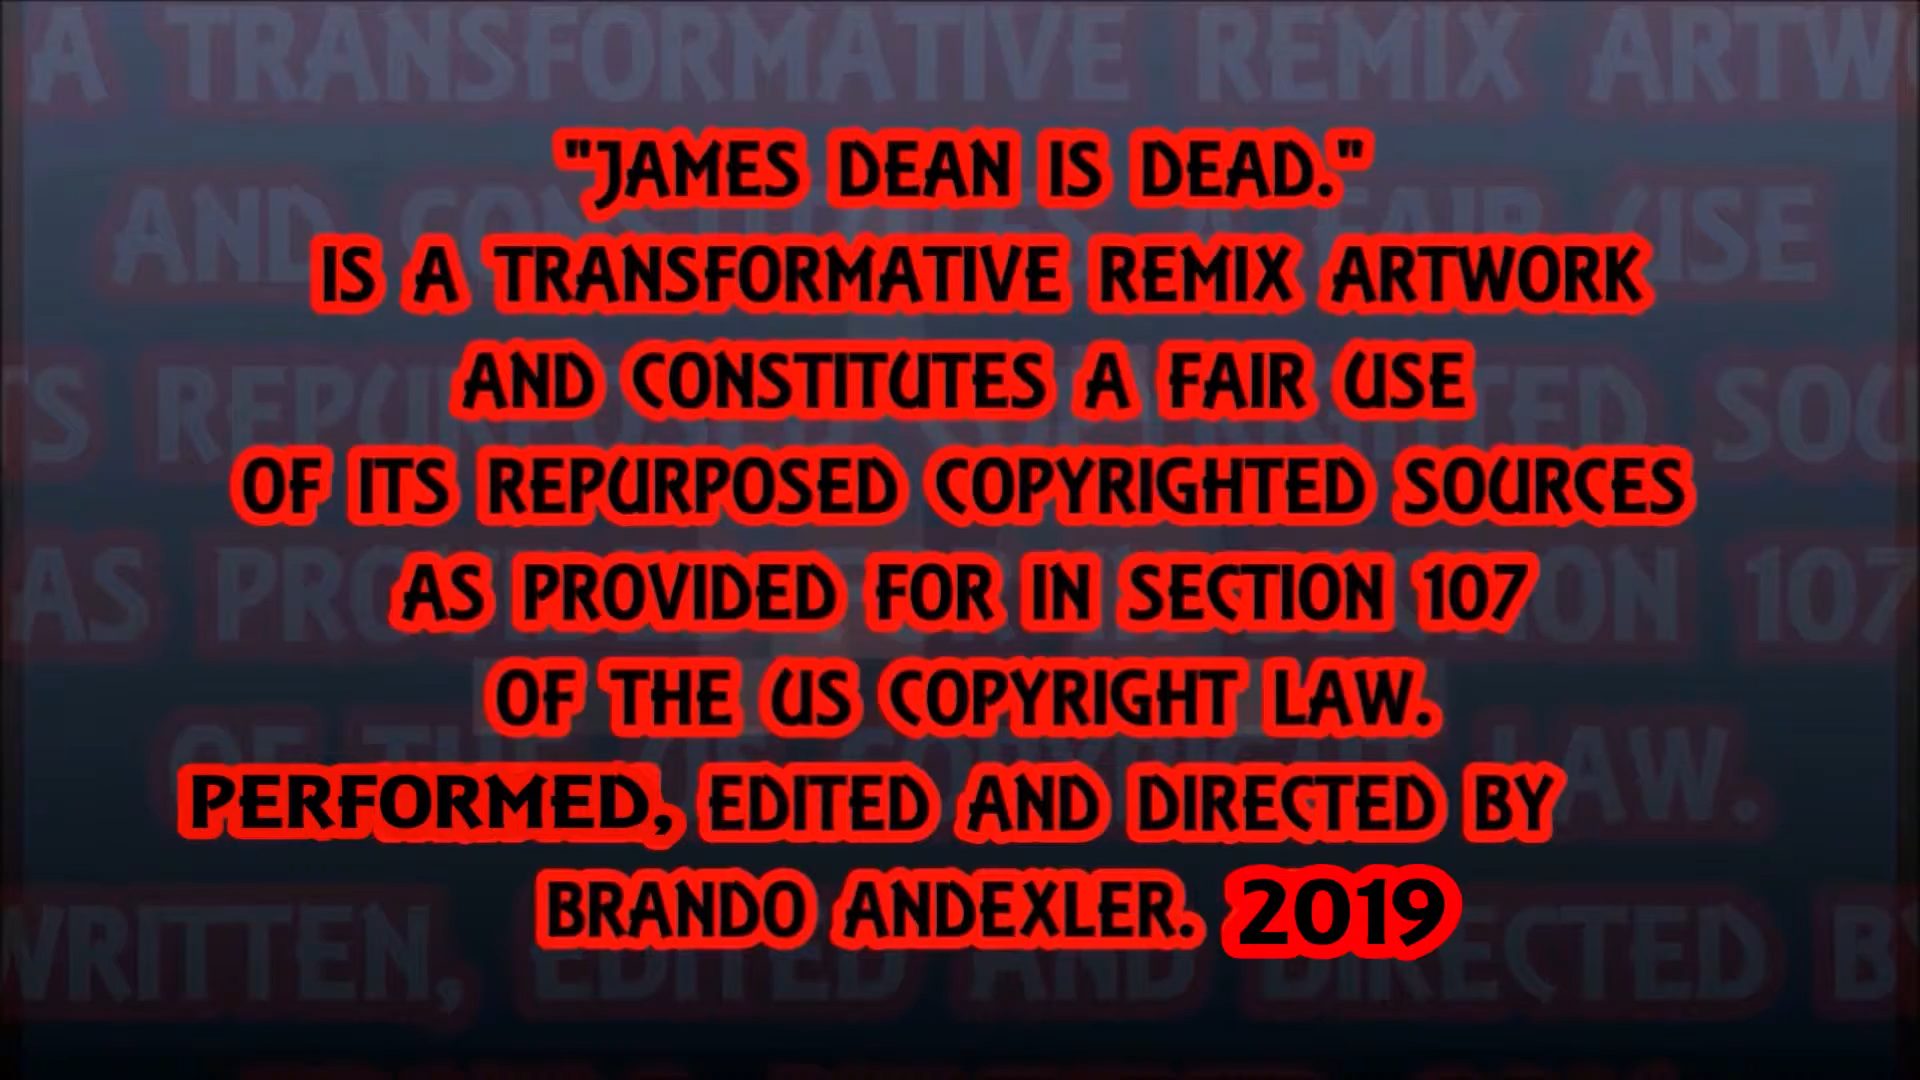 "JAMES DEAN IS DEAD."
IS A TRANSFORMATIVE REMIX ARTWORK
AND CONSTITUTES A FAIR USE
OF ITS REPURPOSED COPYRIGHTED SOURCES
AS PROVIDED FOR IN SECTION 107
OF THE US COPYRIGHT LAW.
PERFORMED, EDITED AND DIRECTED BY
BRANDO ANDEXLER. 2019